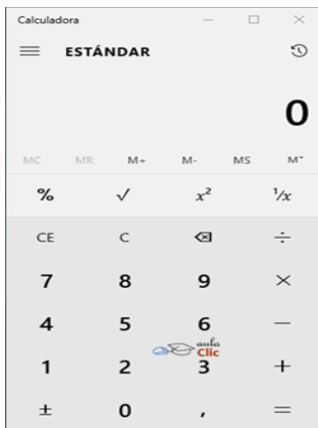 Calculadora
ESTÁNDAR
0
MC MR M+ M- MS M˅
% √ x² ¹/x
CE C ⌫ ÷
7 8 9 ×
4 5 6 −
aula
Clic
1 2 3 +
± 0 , =